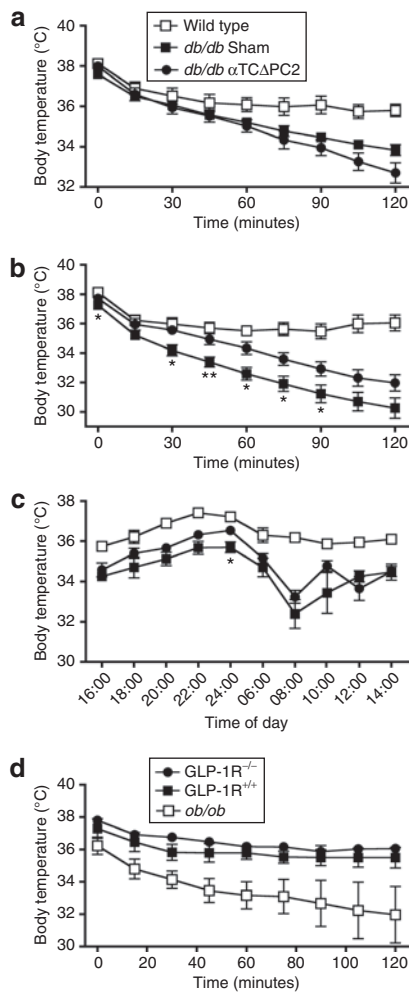 a
Wild type
db/db Sham
db/db αTCΔPC2
Body temperature (°C)
40
38
36
34
32
0 30 60 90 120
Time (minutes)
b
Body temperature (°C)
40
38
36
34
32
30
* * ** * * *
0 30 60 90 120
Time (minutes)
c
Body temperature (°C)
38
36
34
32
30
*
16:00 18:00 20:00 22:00 24:00 06:00 08:00 10:00 12:00 14:00
Time of day
d
GLP-1R−/−
GLP-1R+/+
ob/ob
Body temperature (°C)
40
38
36
34
32
30
0 20 40 60 80 100 120
Time (minutes)